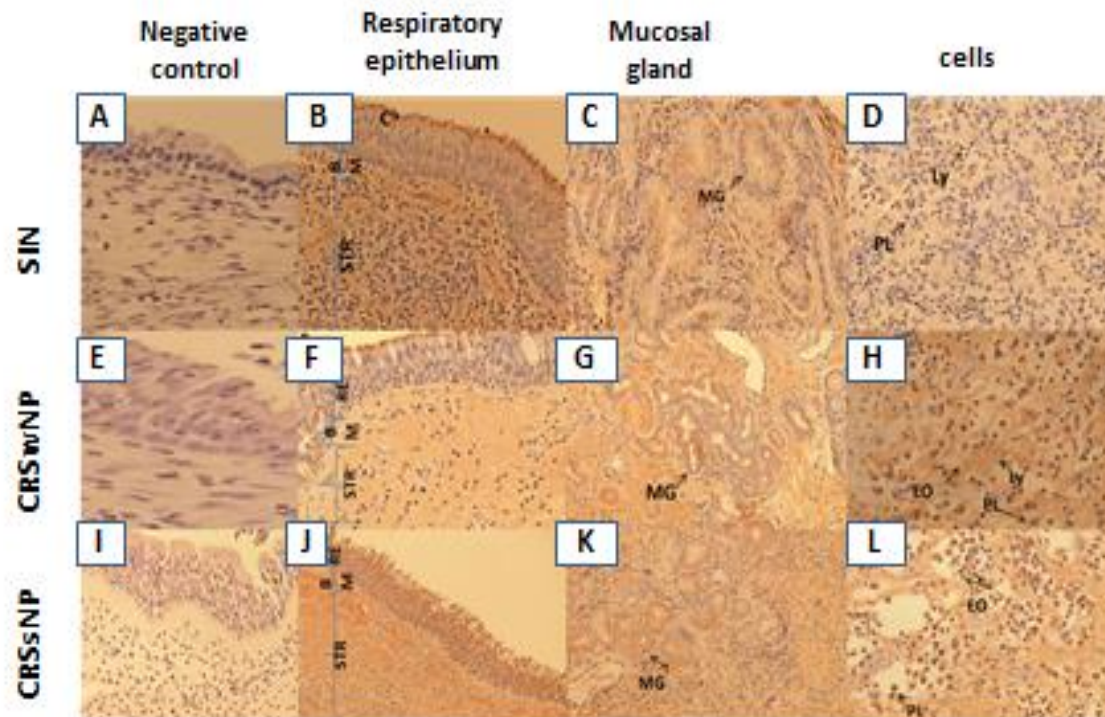 Negative
control
Respiratory
epithelium
Mucosal
gland
cells
SIN
A
B
C
D
C
B
M
STR
MG
Ly
PL
CRSwNP
E
F
G
H
RE
B
M
STR
MG
EO
Ly
PL
CRSsNP
I
J
K
L
RE
B
M
STR
MG
EO
PL